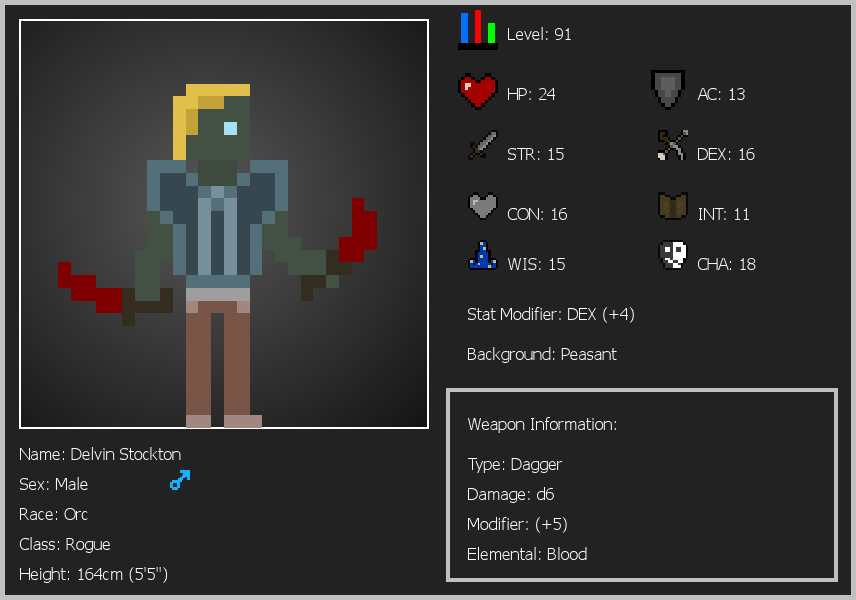 Level: 91
HP: 24
AC: 13
STR: 15
DEX: 16
CON: 16
INT: 11
WIS: 15
CHA: 18
Stat Modifier: DEX (+4)
Background: Peasant
Weapon Information:
Type: Dagger
Damage: d6
Modifier: (+5)
Elemental: Blood
Name: Delvin Stockton
Sex: Male
Race: Orc
Class: Rogue
Height: 164cm (5'5")